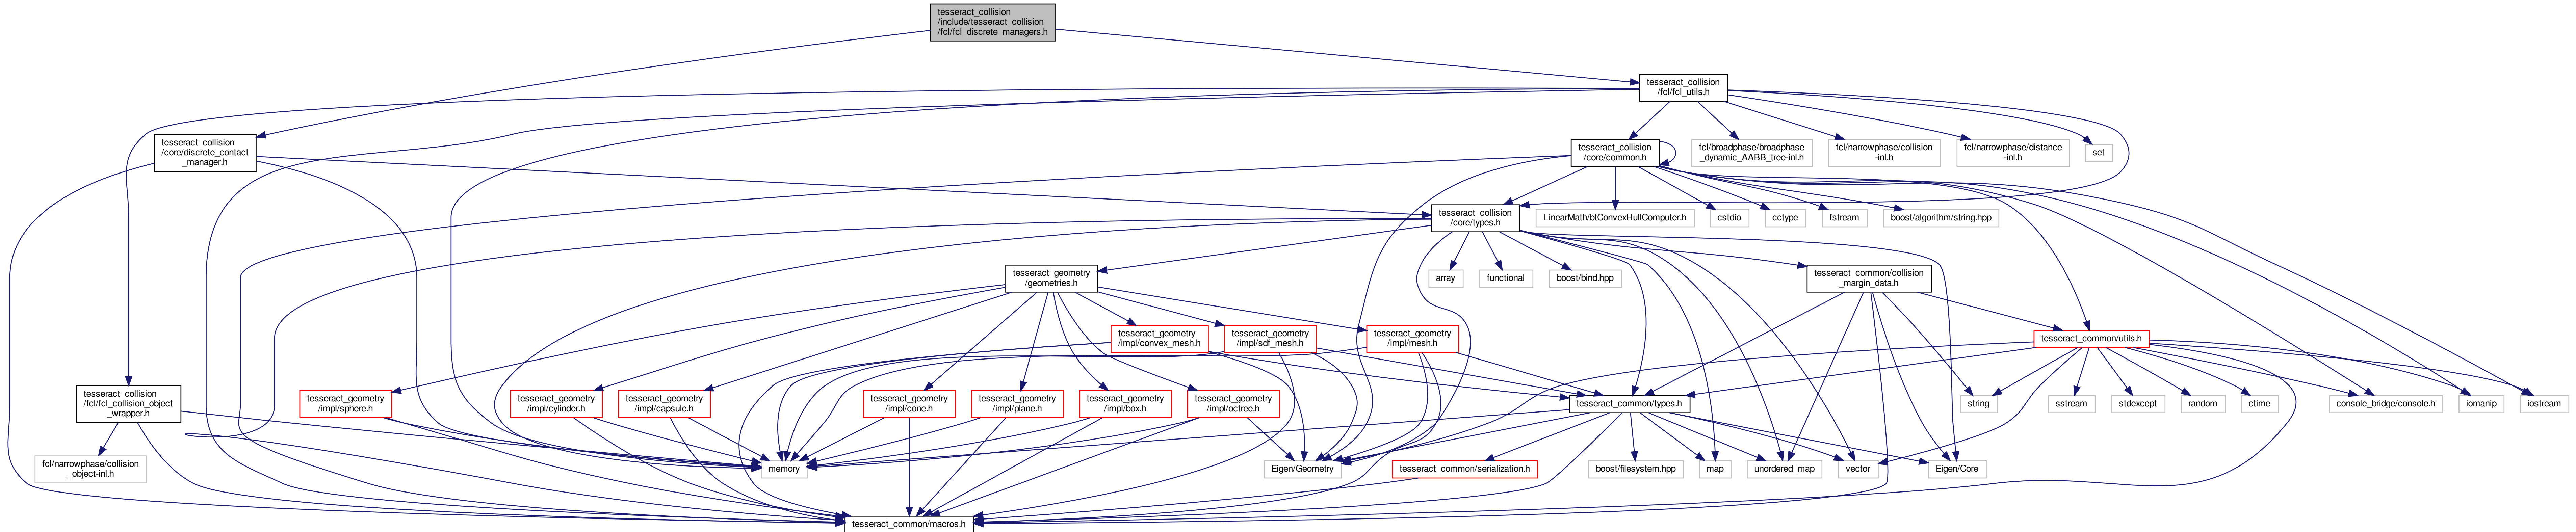 tesseract_collision
/include/tesseract_collision
/fcl/fcl_discrete_managers.h
tesseract_collision
/fcl/fcl_utils.h
tesseract_collision
/core/discrete_contact
_manager.h
tesseract_collision
/core/common.h
fcl/broadphase/broadphase
_dynamic_AABB_tree-inl.h
fcl/narrowphase/collision
-inl.h
fcl/narrowphase/distance
-inl.h
set
tesseract_collision
/core/types.h
LinearMath/btConvexHullComputer.h
cstdio
cctype
fstream
boost/algorithm/string.hpp
tesseract_geometry
/geometries.h
array
functional
boost/bind.hpp
tesseract_common/collision
_margin_data.h
tesseract_geometry
/impl/convex_mesh.h
tesseract_geometry
/impl/sdf_mesh.h
tesseract_geometry
/impl/mesh.h
tesseract_common/utils.h
tesseract_collision
/fcl/fcl_collision_object
_wrapper.h
tesseract_geometry
/impl/sphere.h
tesseract_geometry
/impl/cylinder.h
tesseract_geometry
/impl/capsule.h
tesseract_geometry
/impl/cone.h
tesseract_geometry
/impl/plane.h
tesseract_geometry
/impl/box.h
tesseract_geometry
/impl/octree.h
tesseract_common/types.h
string
sstream
stdexcept
random
ctime
console_bridge/console.h
iomanip
iostream
fcl/narrowphase/collision
_object-inl.h
memory
Eigen/Geometry
tesseract_common/serialization.h
boost/filesystem.hpp
map
unordered_map
vector
Eigen/Core
tesseract_common/macros.h